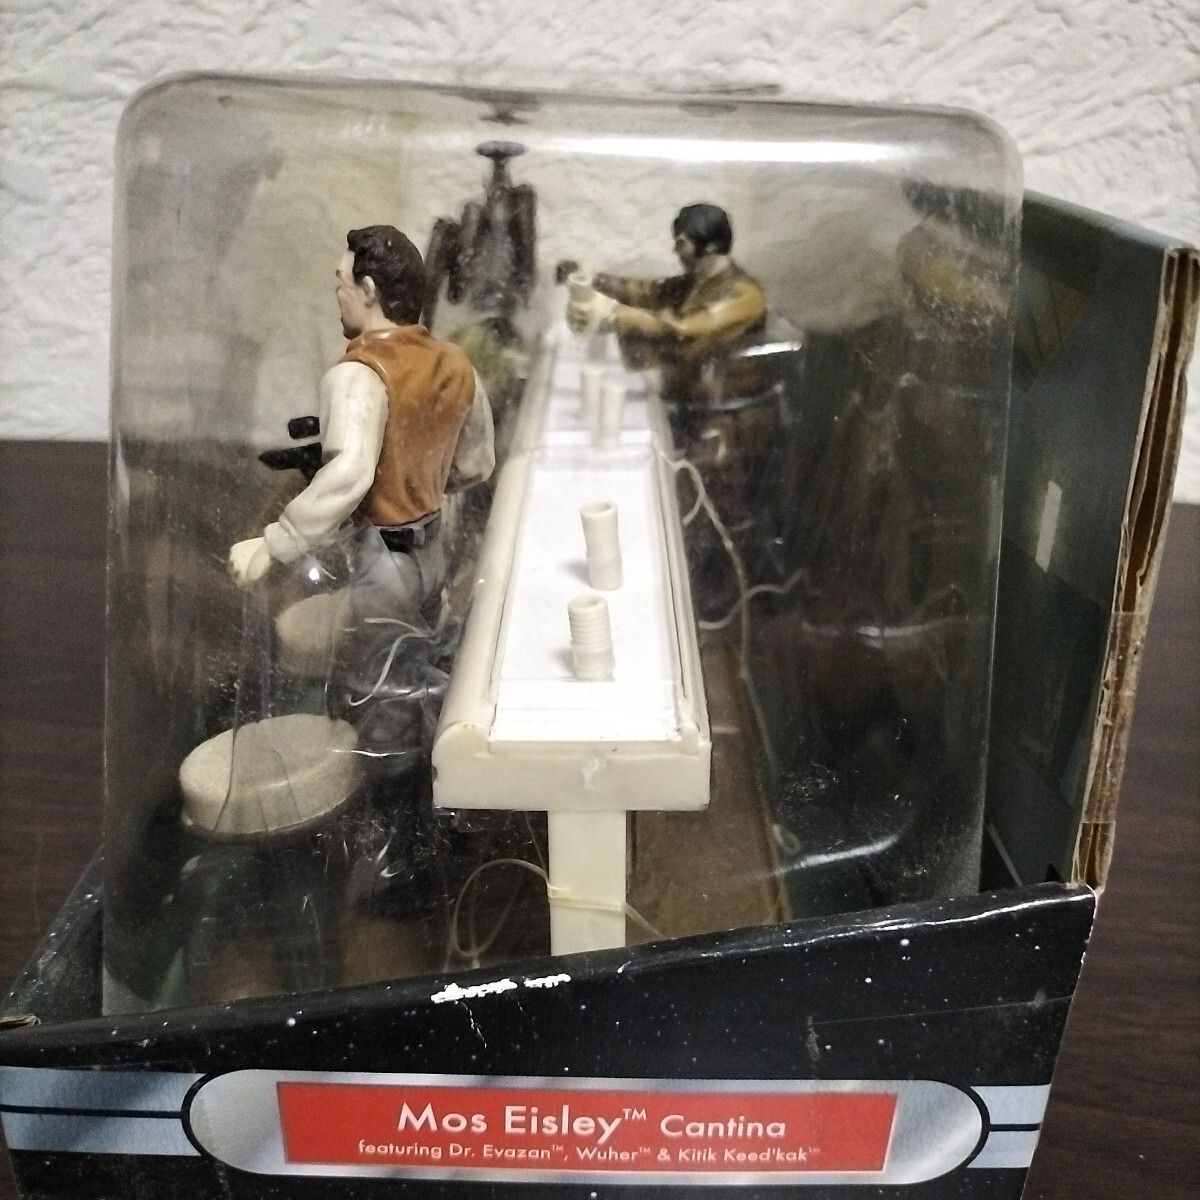 Mos Eisley™ Cantina
featuring Dr. Evazan™, Wuher™ & Kitik Keed'kak™